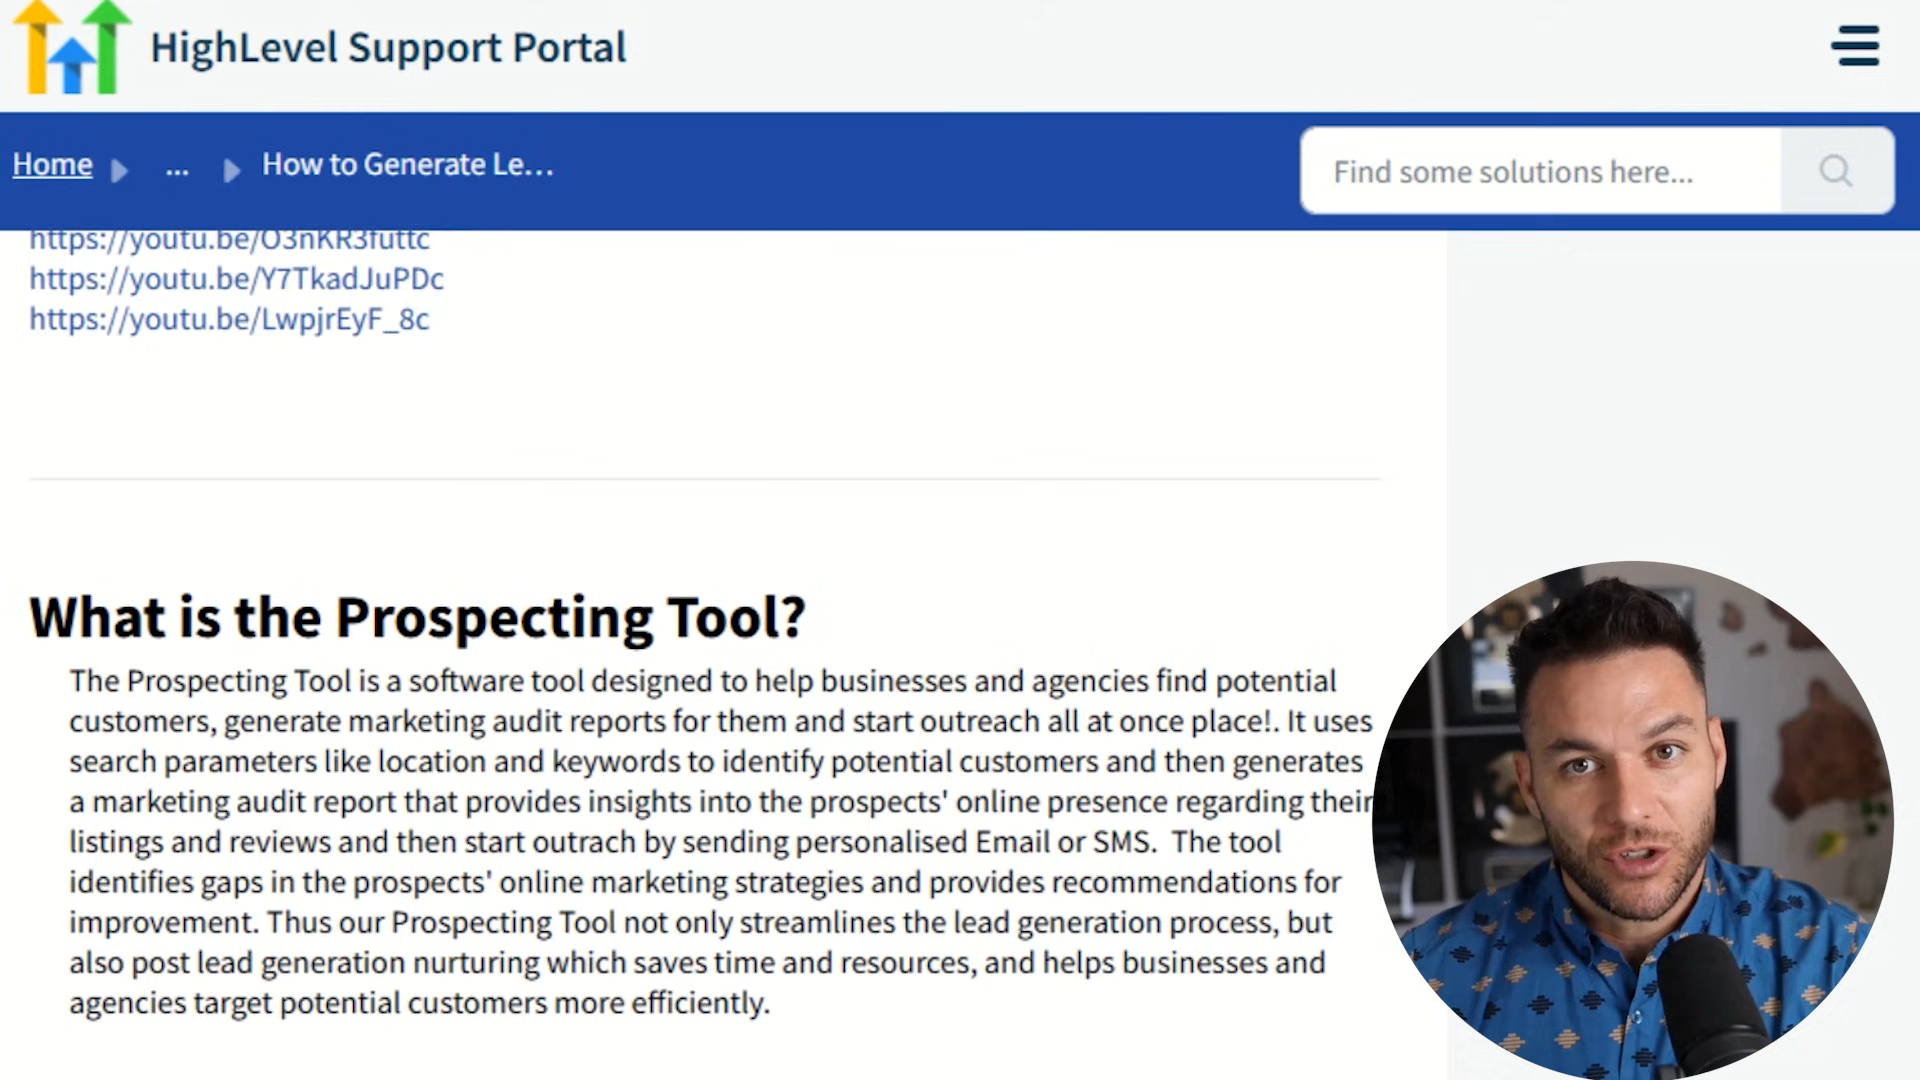 HighLevel Support Portal
Home ... How to Generate Le...
Find some solutions here...
https://youtu.be/O3nKR3futtc
https://youtu.be/Y7TkadJuPDc
https://youtu.be/LwpjrEyF_8c
What is the Prospecting Tool?
The Prospecting Tool is a software tool designed to help businesses and agencies find potential
customers, generate marketing audit reports for them and start outreach all at once place!. It uses
search parameters like location and keywords to identify potential customers and then generates
a marketing audit report that provides insights into the prospects' online presence regarding their
listings and reviews and then start outrach by sending personalised Email or SMS. The tool
identifies gaps in the prospects' online marketing strategies and provides recommendations for
improvement. Thus our Prospecting Tool not only streamlines the lead generation process, but
also post lead generation nurturing which saves time and resources, and helps businesses and
agencies target potential customers more efficiently.